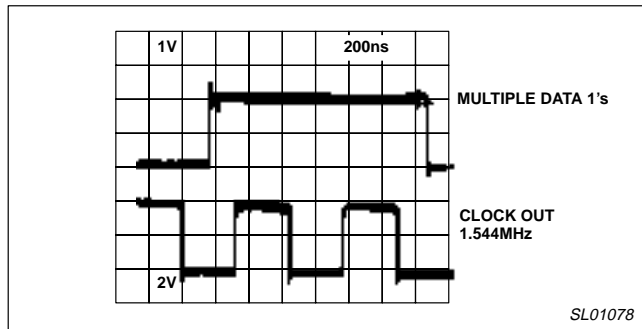 1V 200ns
MULTIPLE DATA 1's
CLOCK OUT
1.544MHz
2V
SL01078